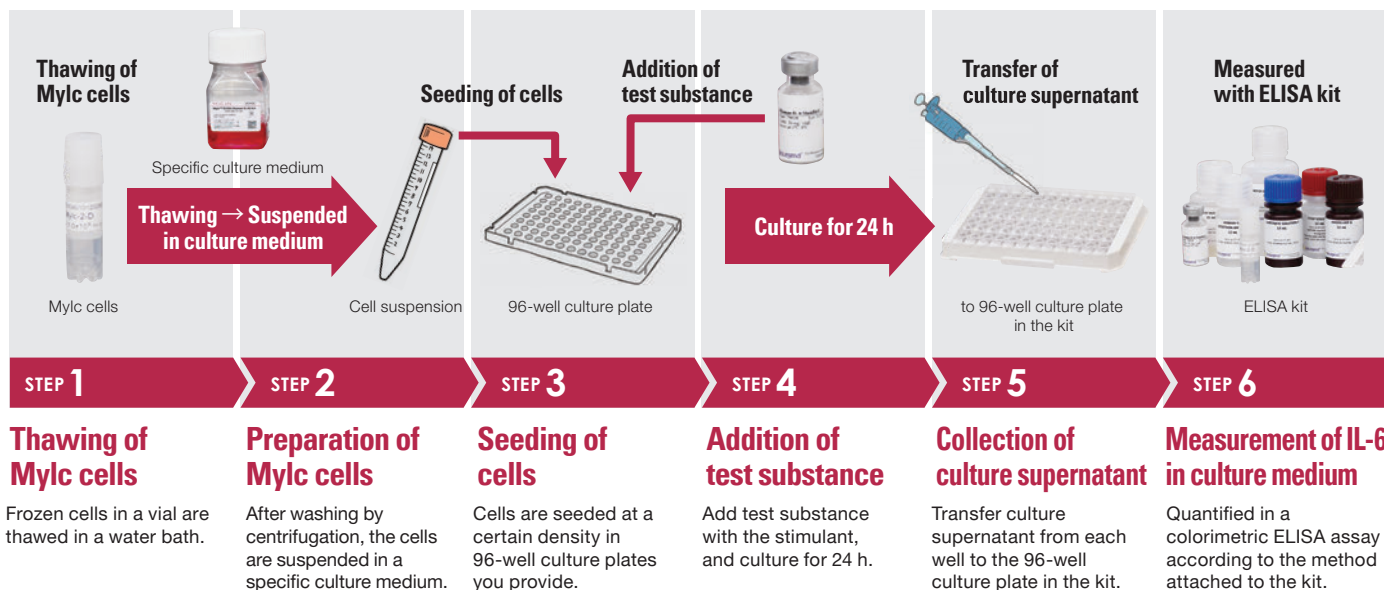 Thawing of
Mylc cells
Specific culture medium
Seeding of cells
Addition of
test substance
Transfer of
culture supernatant
Measured
with ELISA kit
Thawing → Suspended
in culture medium
Culture for 24 h
Mylc cells
Cell suspension
96-well culture plate
to 96-well culture plate
in the kit
ELISA kit
STEP 1
STEP 2
STEP 3
STEP 4
STEP 5
STEP 6
Thawing of
Mylc cells
Frozen cells in a vial are
thawed in a water bath.
Preparation of
Mylc cells
After washing by
centrifugation, the cells
are suspended in a
specific culture medium.
Seeding of
cells
Cells are seeded at a
certain density in
96-well culture plates
you provide.
Addition of
test substance
Add test substance
with the stimulant,
and culture for 24 h.
Collection of
culture supernatant
Transfer culture
supernatant from each
well to the 96-well
culture plate in the kit.
Measurement of IL-6
in culture medium
Quantified in a
colorimetric ELISA assay
according to the method
attached to the kit.